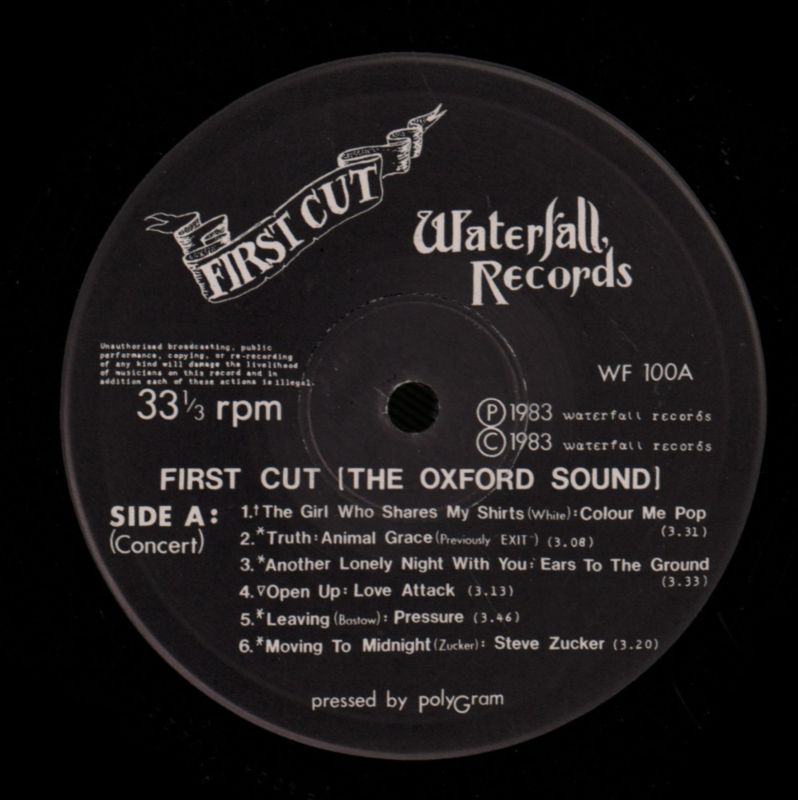 FIRST CUT
Waterfall
Records
Unauthorised broadcasting, public
performance, copying, or re-recording
of any kind will damage the livelihood
of musicians on this record and in
addition each of these actions is illegal.
33 1/3 rpm
WF 100A
Ⓟ 1983 waterfall records
© 1983 waterfall records
FIRST CUT [THE OXFORD SOUND]
SIDE A:
(Concert)
1.† The Girl Who Shares My Shirts (White): Colour Me Pop
(3.31)
2.* Truth: Animal Grace (Previously EXIT) (3.08)
3.* Another Lonely Night With You: Ears To The Ground
(3.33)
4. ▽Open Up: Love Attack (3.13)
5.* Leaving (Bastow): Pressure (3.46)
6.* Moving To Midnight (Zucker): Steve Zucker (3.20)
pressed by polyGram